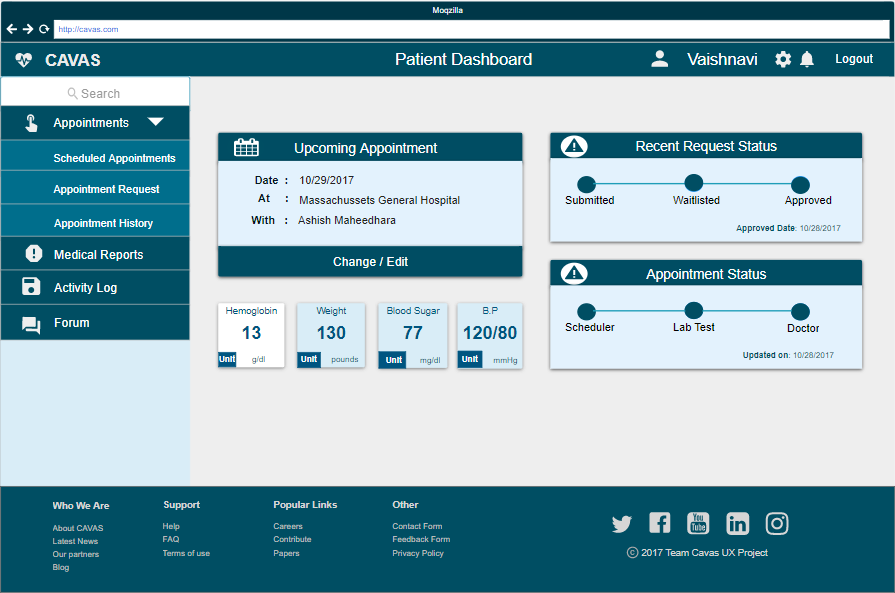 Moqzilla
http://cavas.com
CAVAS
Patient Dashboard
Vaishnavi
Logout
Search
Appointments
Scheduled Appointments
Appointment Request
Appointment History
Medical Reports
Activity Log
Forum
Upcoming Appointment
Date : 10/29/2017
At : Massachussets General Hospital
With : Ashish Maheedhara
Change / Edit
Hemoglobin
13
Unit g/dl
Weight
130
Unit pounds
Blood Sugar
77
Unit mg/dl
B.P
120/80
Unit mmHg
Recent Request Status
Submitted Waitlisted Approved
Approved Date: 10/28/2017
Appointment Status
Scheduler Lab Test Doctor
Updated on: 10/28/2017
Who We Are
About CAVAS
Latest News
Our partners
Blog
Support
Help
FAQ
Terms of use
Popular Links
Careers
Contribute
Papers
Other
Contact Form
Feedback Form
Privacy Policy
You Tube
in
© 2017 Team Cavas UX Project